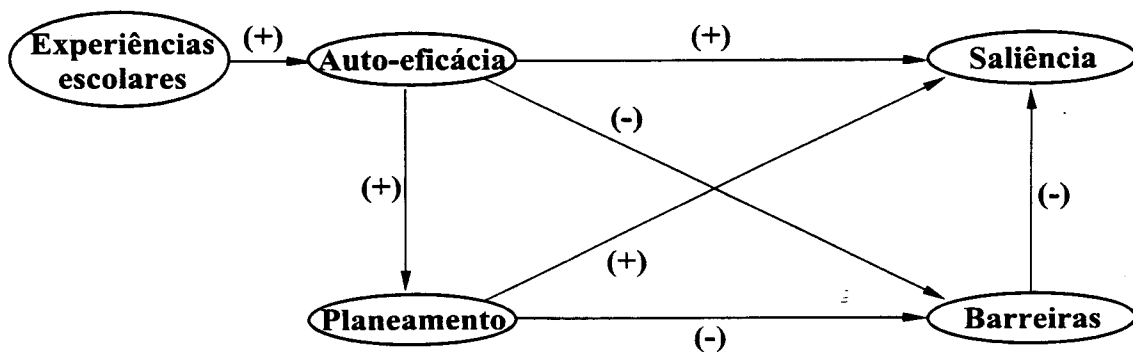 Experiências
escolares
(+)
Auto-eficácia
(+)
Saliência
(-)
(+)
(-)
(+)
Planeamento
(-)
Barreiras